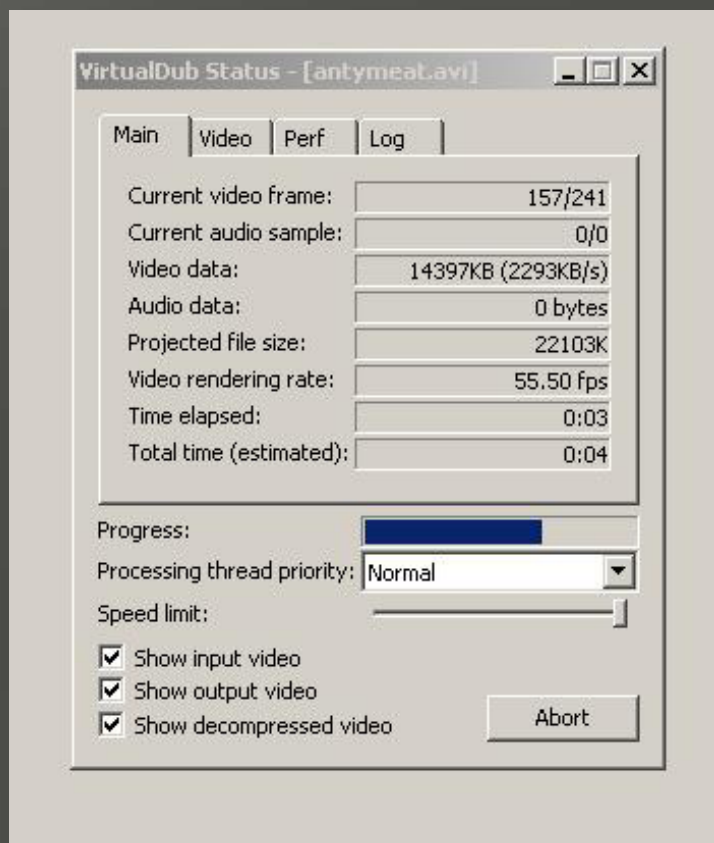 VirtualDub Status - [antymeat.avi]
Main Video Perf Log
Current video frame: 157/241
Current audio sample: 0/0
Video data: 14397KB (2293KB/s)
Audio data: 0 bytes
Projected file size: 22103K
Video rendering rate: 55.50 fps
Time elapsed: 0:03
Total time (estimated): 0:04
Progress:
Processing thread priority: Normal
Speed limit:
Show input video
Show output video
Show decompressed video
Abort